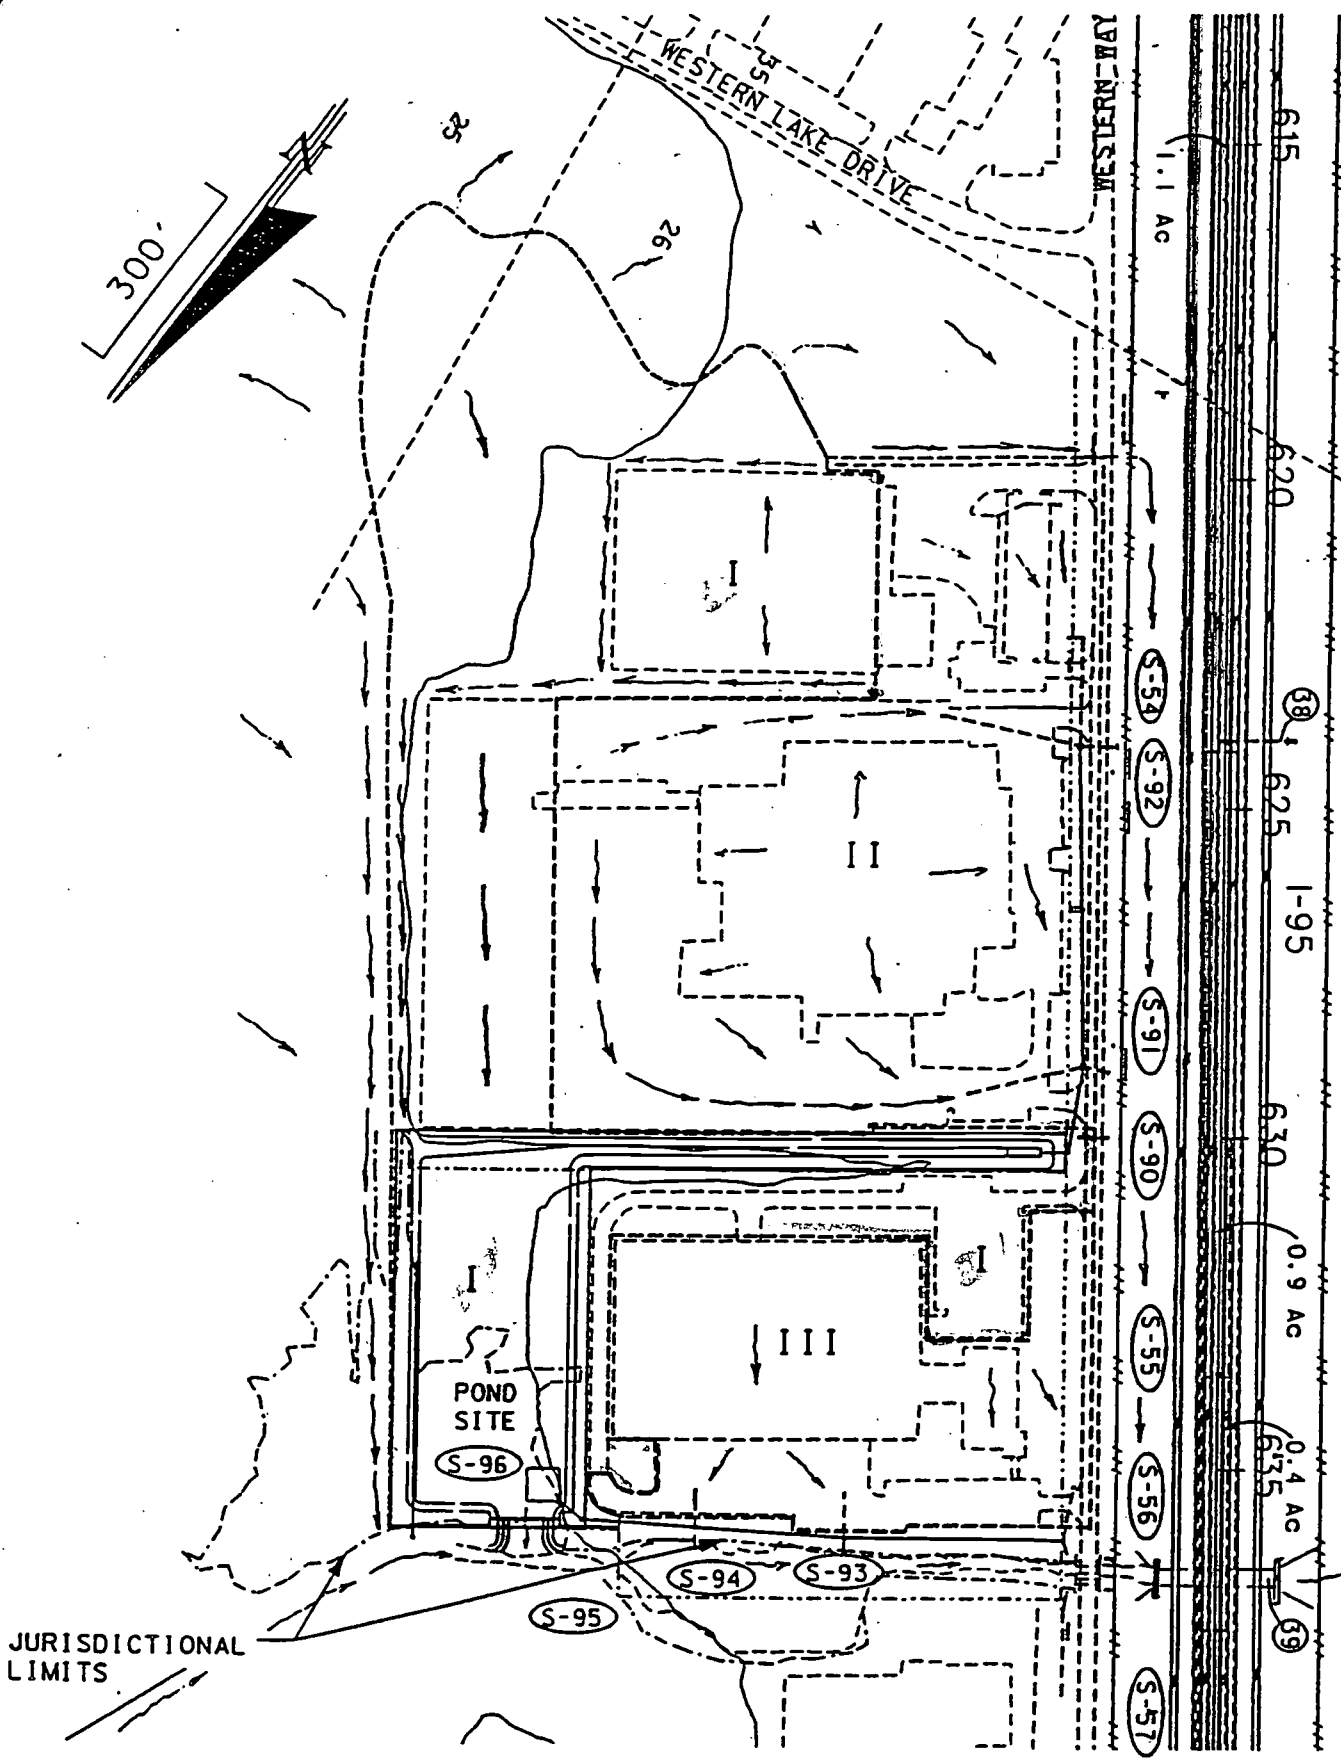 WESTERN WAY
615
35
WESTERN LAKE DRIVE
1.1 Ac
25
N
26
300'
620
I
S-54
38
S-92
625
II
I-95
S-91
630
S-90
0.9 Ac
I
I
III
S-55
POND
SITE
0.4 Ac
635
S-96
S-56
S-94
S-93
S-95
39
JURISDICTIONAL
LIMITS
S-57